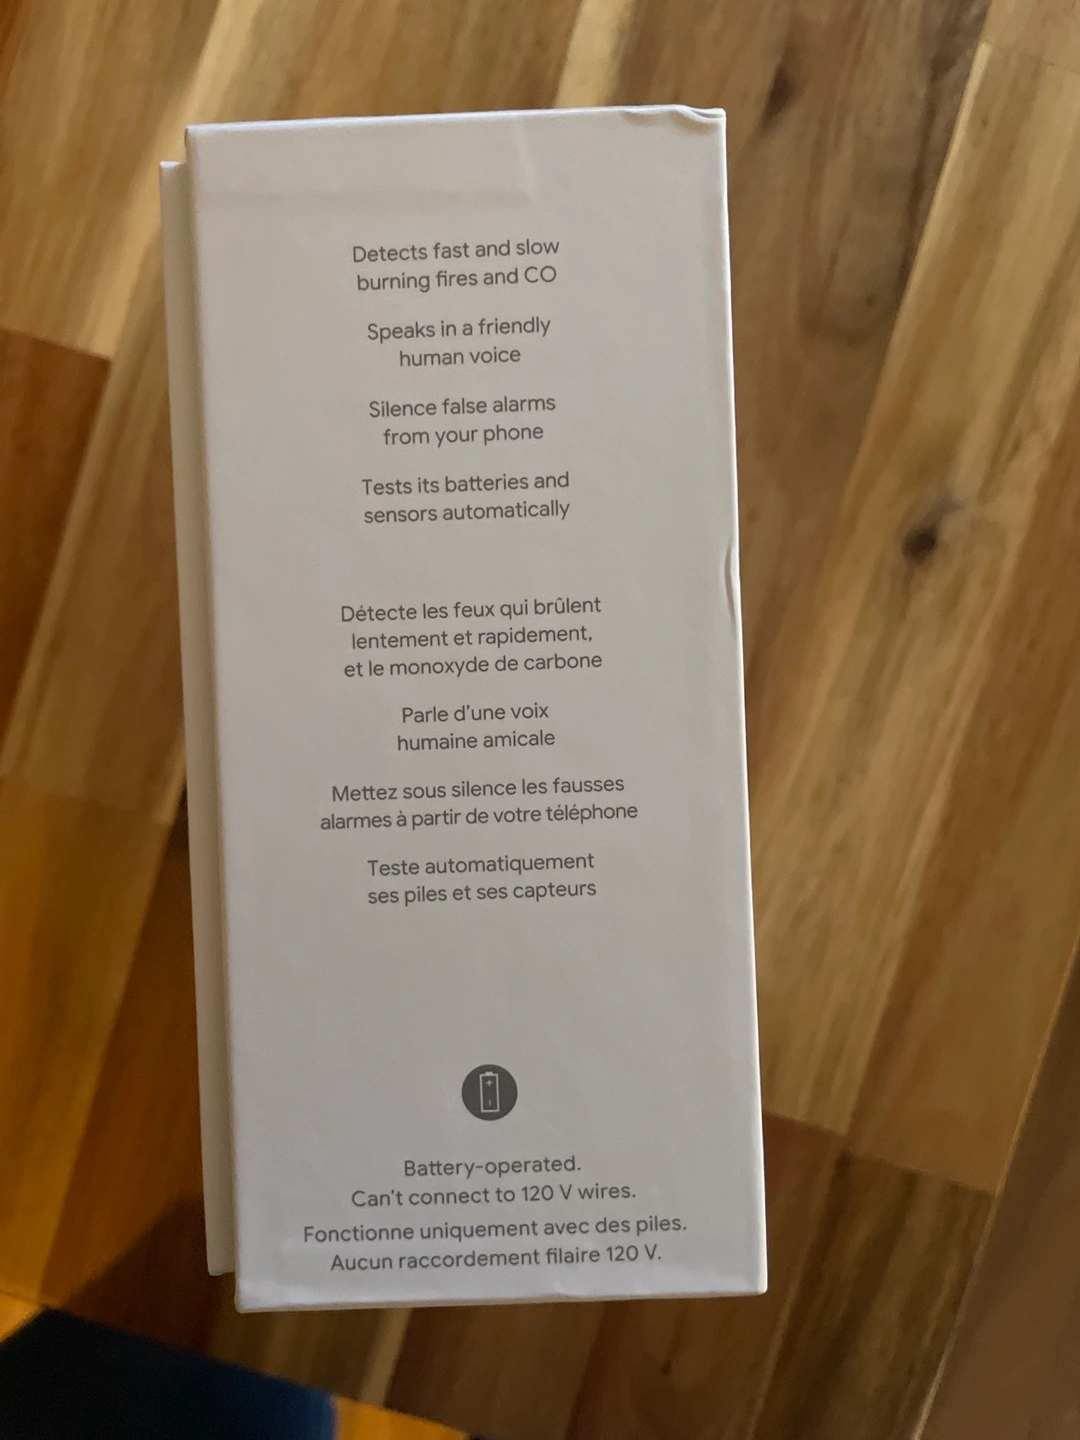 Detects fast and slow
burning fires and CO
Speaks in a friendly
human voice
Silence false alarms
from your phone
Tests its batteries and
sensors automatically
Détecte les feux qui brûlent
lentement et rapidement,
et le monoxyde de carbone
Parle d'une voix
humaine amicale
Mettez sous silence les fausses
alarmes à partir de votre téléphone
Teste automatiquement
ses piles et ses capteurs
Battery-operated.
Can't connect to 120 V wires.
Fonctionne uniquement avec des piles.
Aucun raccordement filaire 120 V.